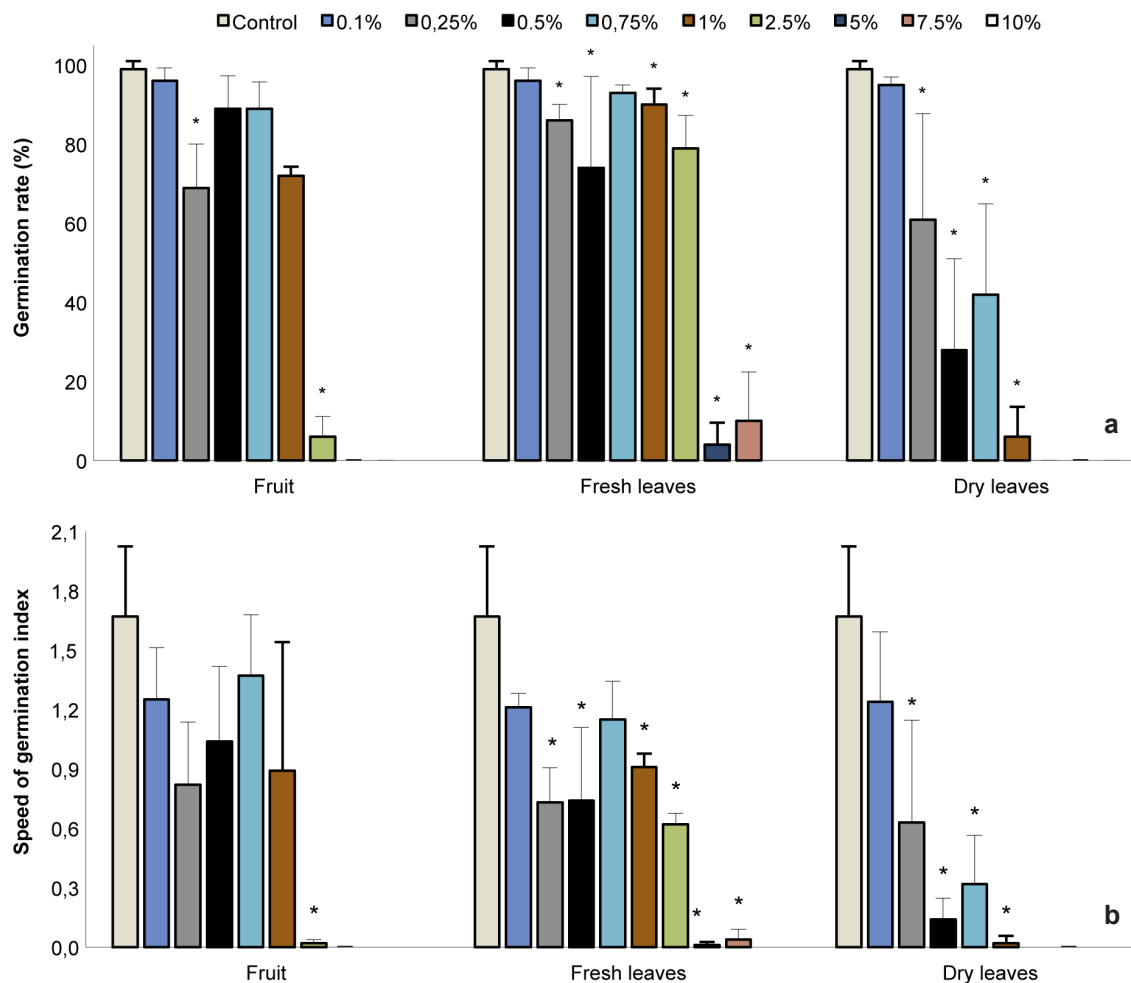 Control 0.1% 0,25% 0.5% 0,75% 1% 2.5% 5% 7.5% 10%
Germination rate (%)
100
80
60
40
20
0
* * * * * * * * * * * * *
a
Fruit Fresh leaves Dry leaves
Speed of germination index
2,1
1,8
1,5
1,2
0,9
0,6
0,3
0,0
* * * * * * * * * * *
b
Fruit Fresh leaves Dry leaves